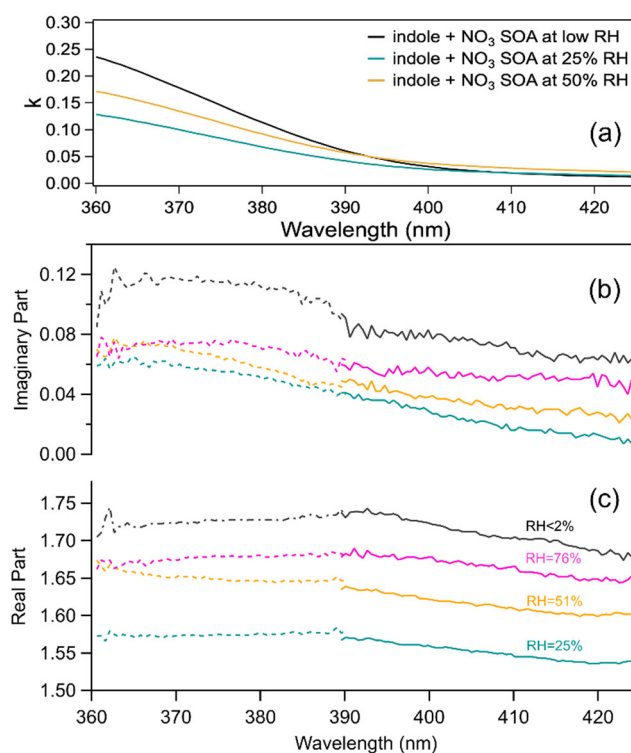 0.30
0.25
0.20
0.15
0.10
0.05
0.00
k
indole + NO₃ SOA at low RH
indole + NO₃ SOA at 25% RH
indole + NO₃ SOA at 50% RH
(a)
360 370 380 390 400 410 420
Wavelength (nm)
0.12
0.08
0.04
0.00
Imaginary Part
(b)
1.75
1.70
1.65
1.60
1.55
1.50
Real Part
(c)
RH<2%
RH=76%
RH=51%
RH=25%
360 370 380 390 400 410 420
Wavelength (nm)